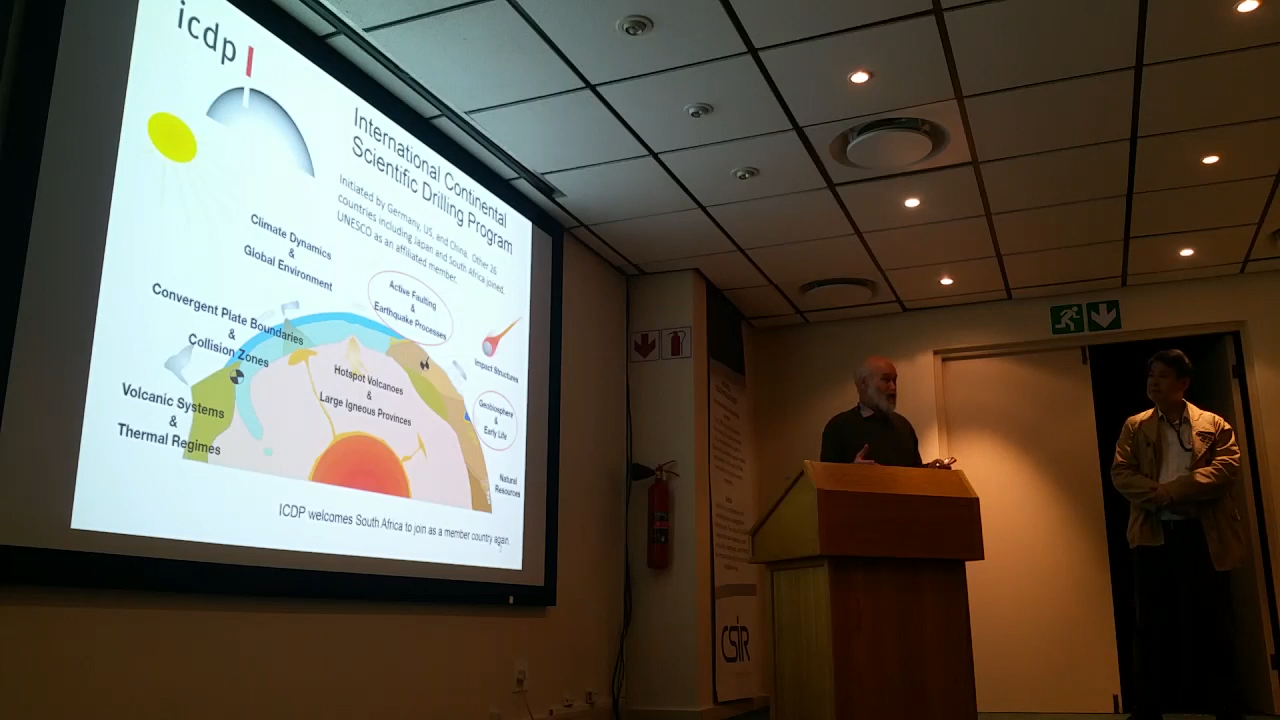 icdp
International Continental
Scientific Drilling Program
Initiated by Germany, US, and China. Other 26
countries including Japan and South Africa joined.
UNESCO as an affiliated member.
Climate Dynamics
&
Global Environment
Active Faulting
&
Earthquake Processes
Convergent Plate Boundaries
&
Collision Zones
Impact Structures
Hotspot Volcanoes
&
Large Igneous Provinces
Volcanic Systems
&
Thermal Regimes
Geobiosphere
&
Early Life
Natural
Resources
ICDP welcomes South Africa to join as a member country again.
CSIR